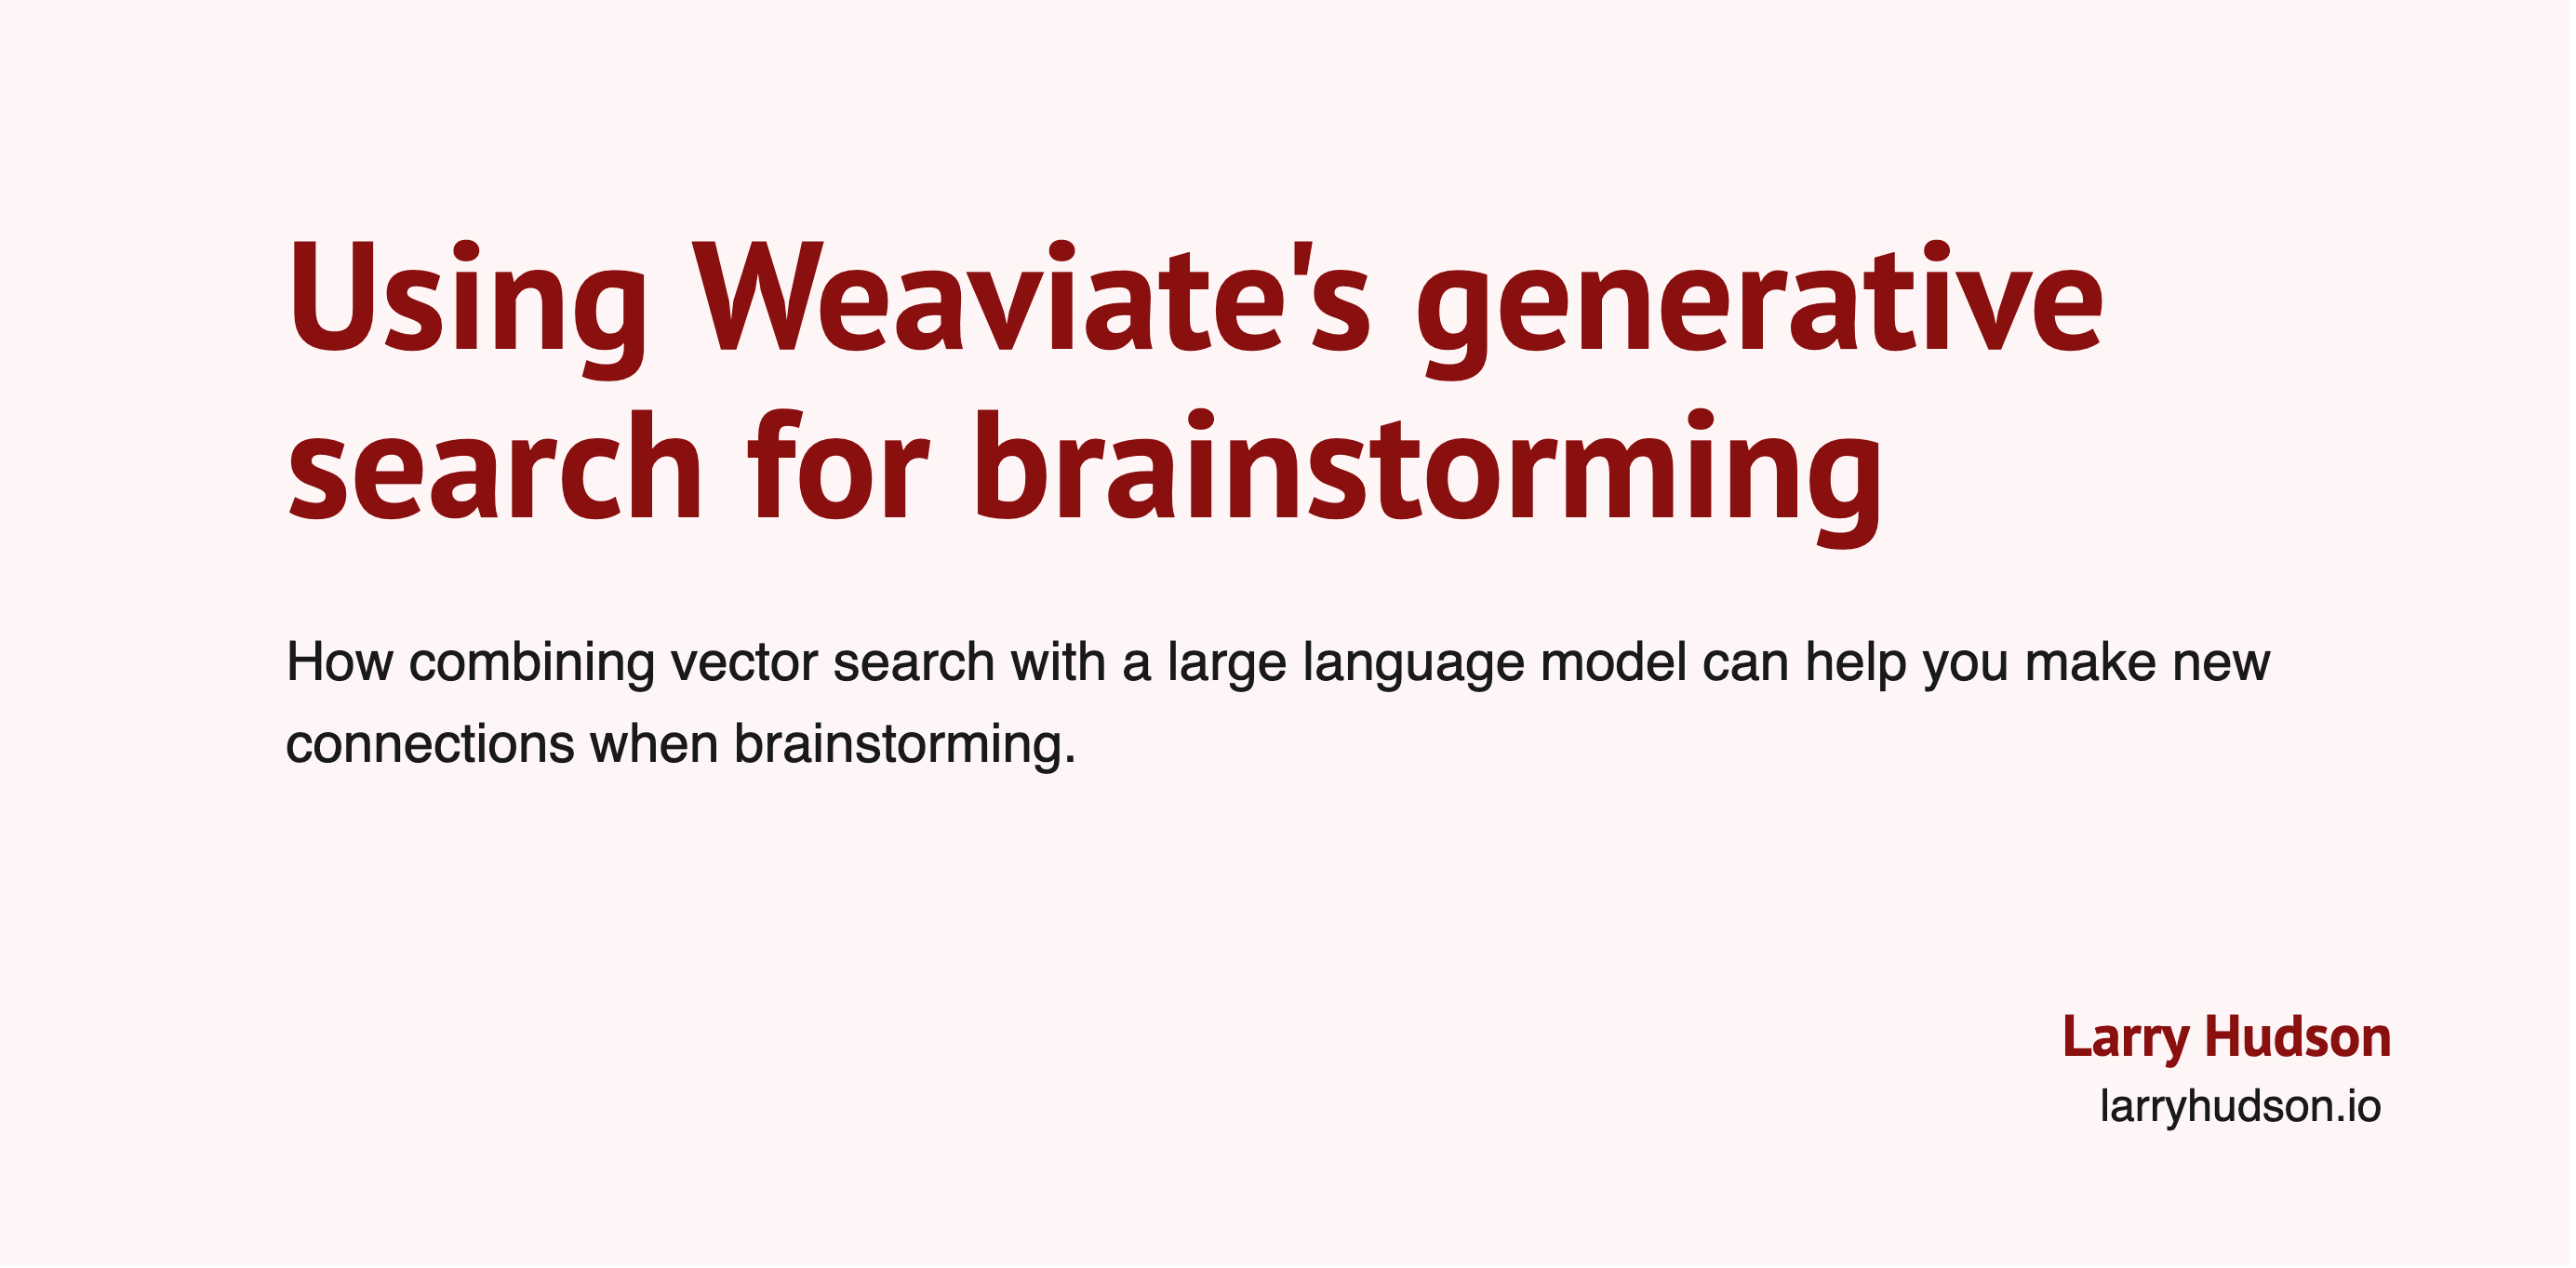 Using Weaviate's generative
search for brainstorming
How combining vector search with a large language model can help you make new
connections when brainstorming.
Larry Hudson
larryhudson.io